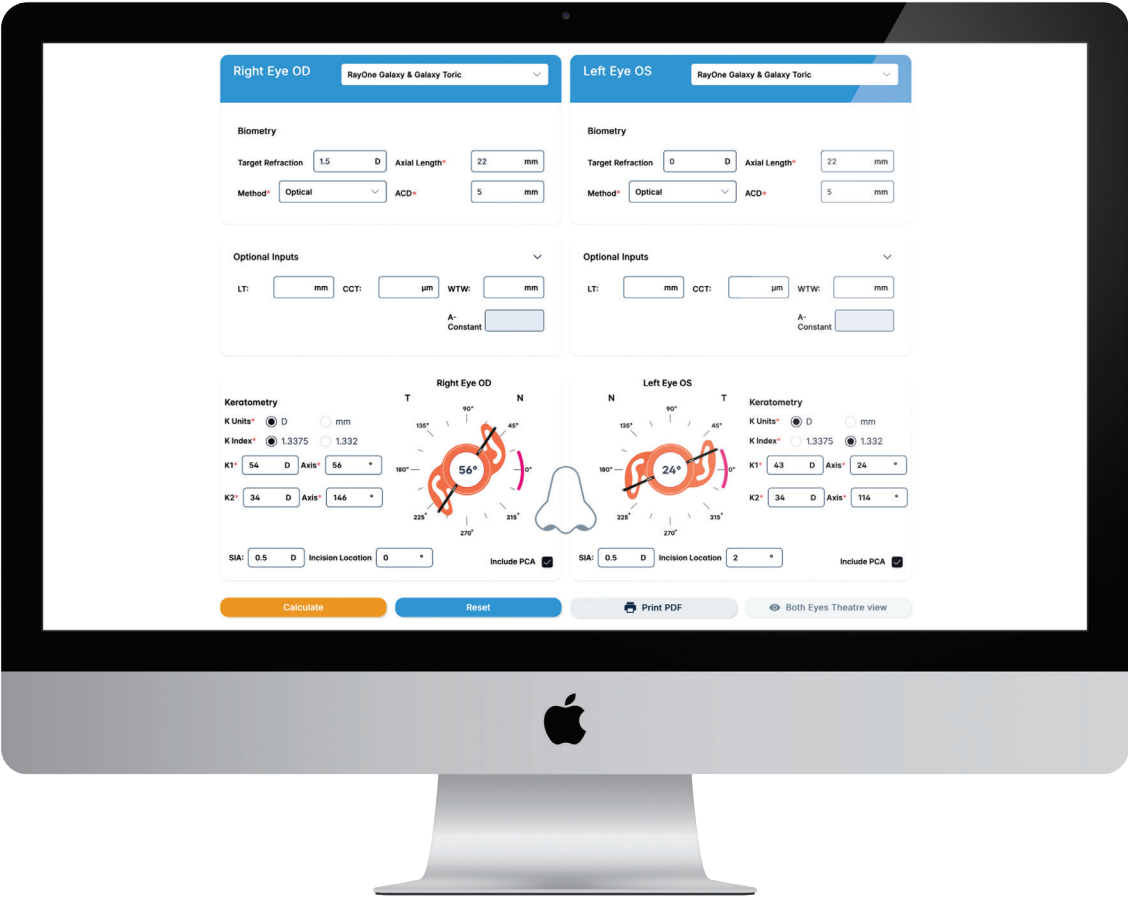 Right Eye OD
RayOne Galaxy & Galaxy Toric
Biometry
Target Refraction 1.5 D Axial Length* 22 mm
Method* Optical ACD* 5 mm
Optional Inputs
LT: mm CCT: µm WTW: mm
A-
Constant
Right Eye OD
T N
90°
135° 45°
180° 56° 0°
225° 315°
270°
Keratometry
K Units* D mm
K Index* 1.3375 1.332
K1* 54 D Axis* 56 °
K2* 34 D Axis* 146 °
SIA: 0.5 D Incision Location 0 °
Include PCA
Left Eye OS
RayOne Galaxy & Galaxy Toric
Biometry
Target Refraction 0 D Axial Length* 22 mm
Method* Optical ACD* 5 mm
Optional Inputs
LT: mm CCT: µm WTW: mm
A-
Constant
Left Eye OS
N T
90°
135° 45°
180° 24° 0°
225° 315°
270°
Keratometry
K Units* D mm
K Index* 1.3375 1.332
K1* 43 D Axis* 24 °
K2* 34 D Axis* 114 °
SIA: 0.5 D Incision Location 2 °
Include PCA
Calculate Reset Print PDF Both Eyes Theatre view